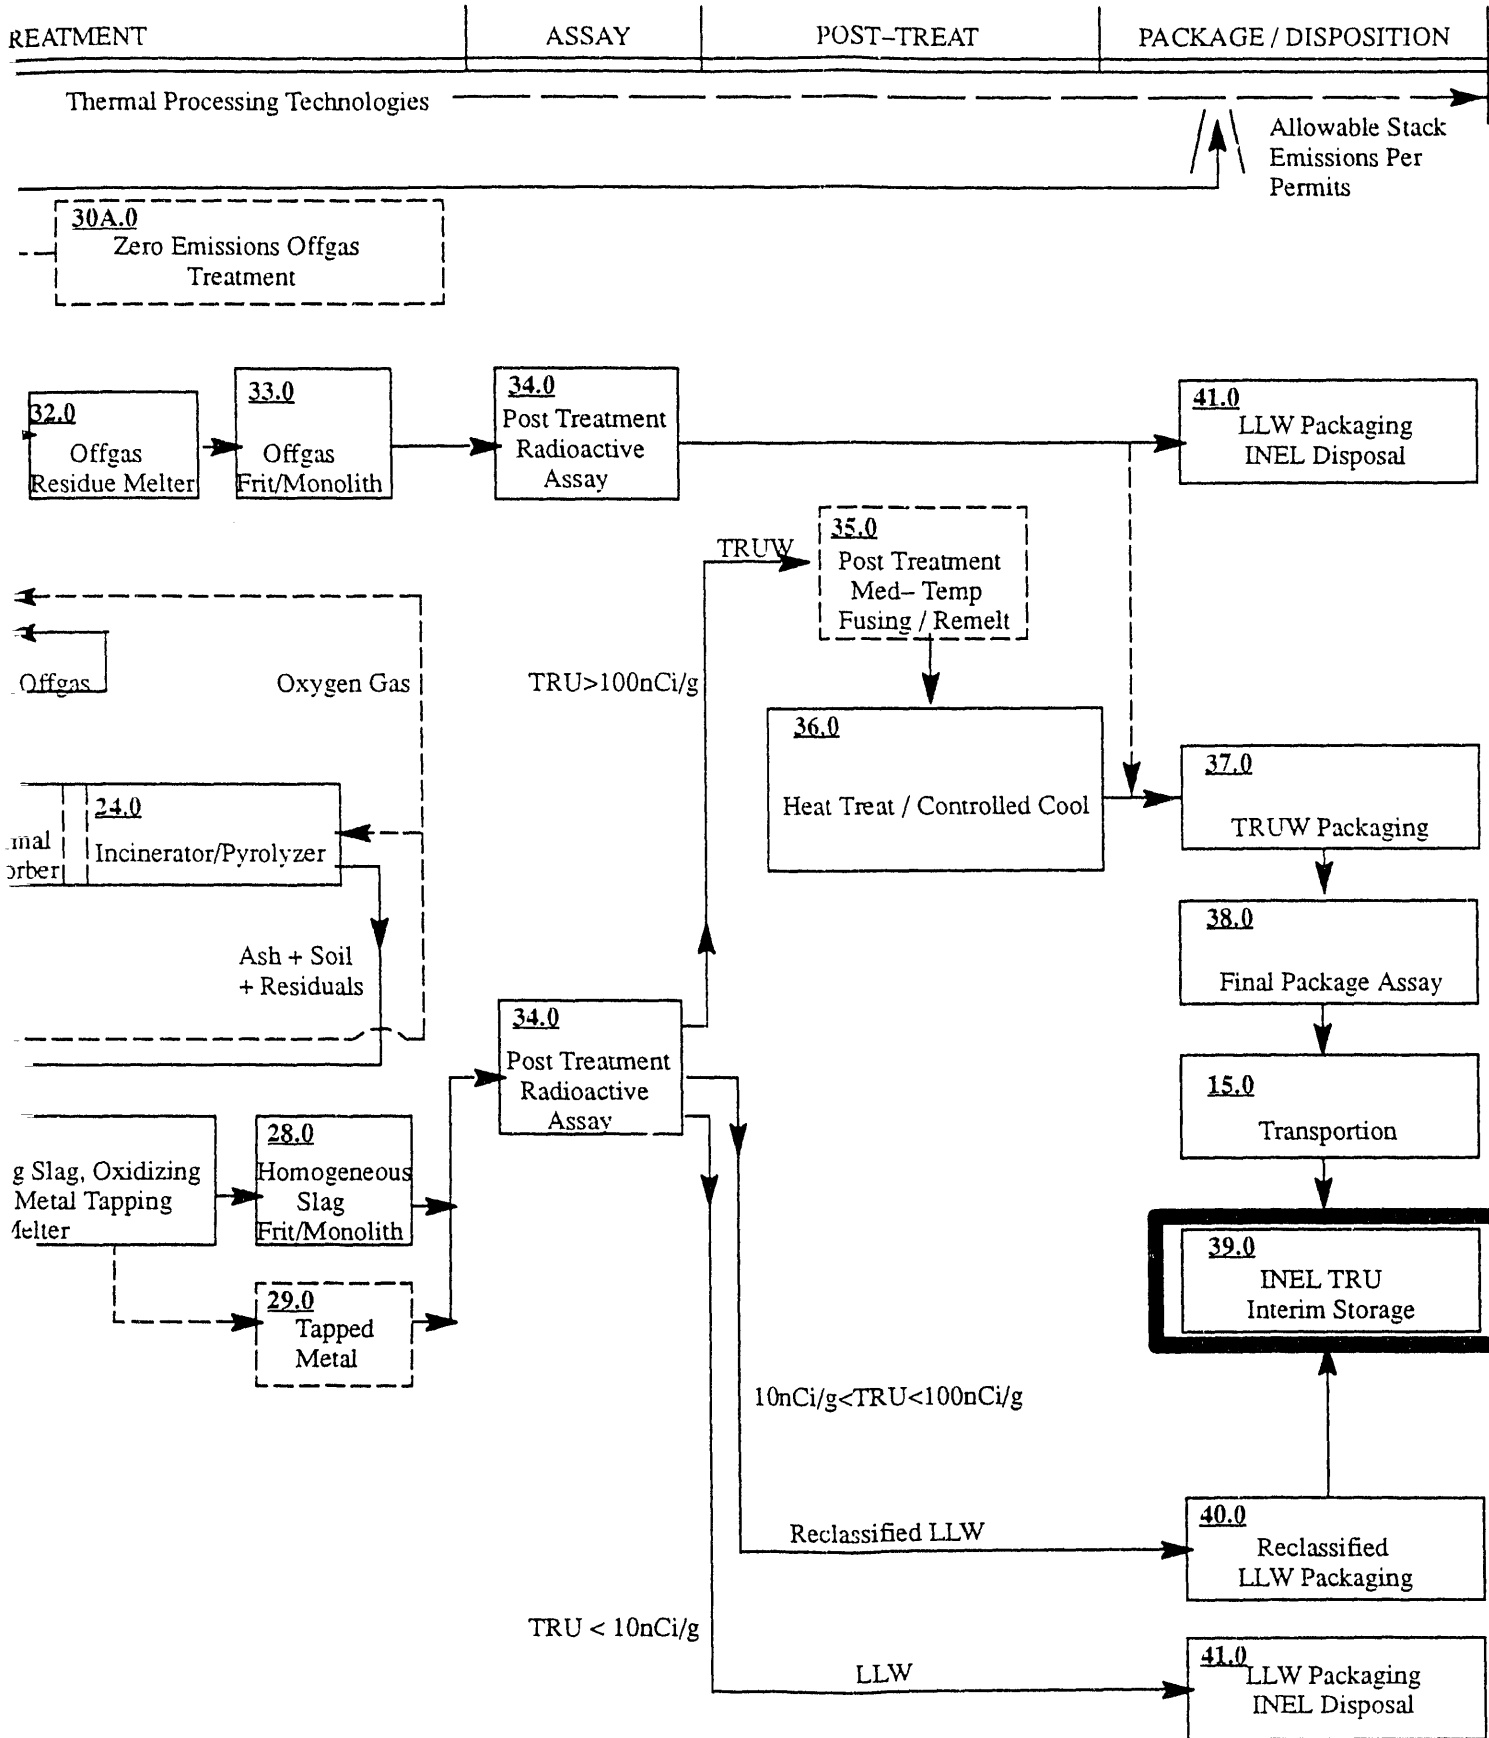 REATMENT
ASSAY
POST–TREAT
PACKAGE / DISPOSITION
Thermal Processing Technologies
Allowable Stack
Emissions Per
Permits
30A.0
Zero Emissions Offgas
Treatment
32.0
Offgas
Residue Melter
33.0
Offgas
Frit/Monolith
34.0
Post Treatment
Radioactive
Assay
41.0
LLW Packaging
INEL Disposal
TRUW
35.0
Post Treatment
Med– Temp
Fusing / Remelt
Offgas
Oxygen Gas
TRU>100nCi/g
36.0
Heat Treat / Controlled Cool
37.0
TRUW Packaging
mal
orber
24.0
Incinerator/Pyrolyzer
38.0
Final Package Assay
Ash + Soil
+ Residuals
34.0
Post Treatment
Radioactive
Assay
15.0
Transportion
g Slag, Oxidizing
Metal Tapping
Melter
28.0
Homogeneous
Slag
Frit/Monolith
39.0
INEL TRU
Interim Storage
29.0
Tapped
Metal
10nCi/g<TRU<100nCi/g
Reclassified LLW
40.0
Reclassified
LLW Packaging
TRU < 10nCi/g
LLW
41.0
LLW Packaging
INEL Disposal